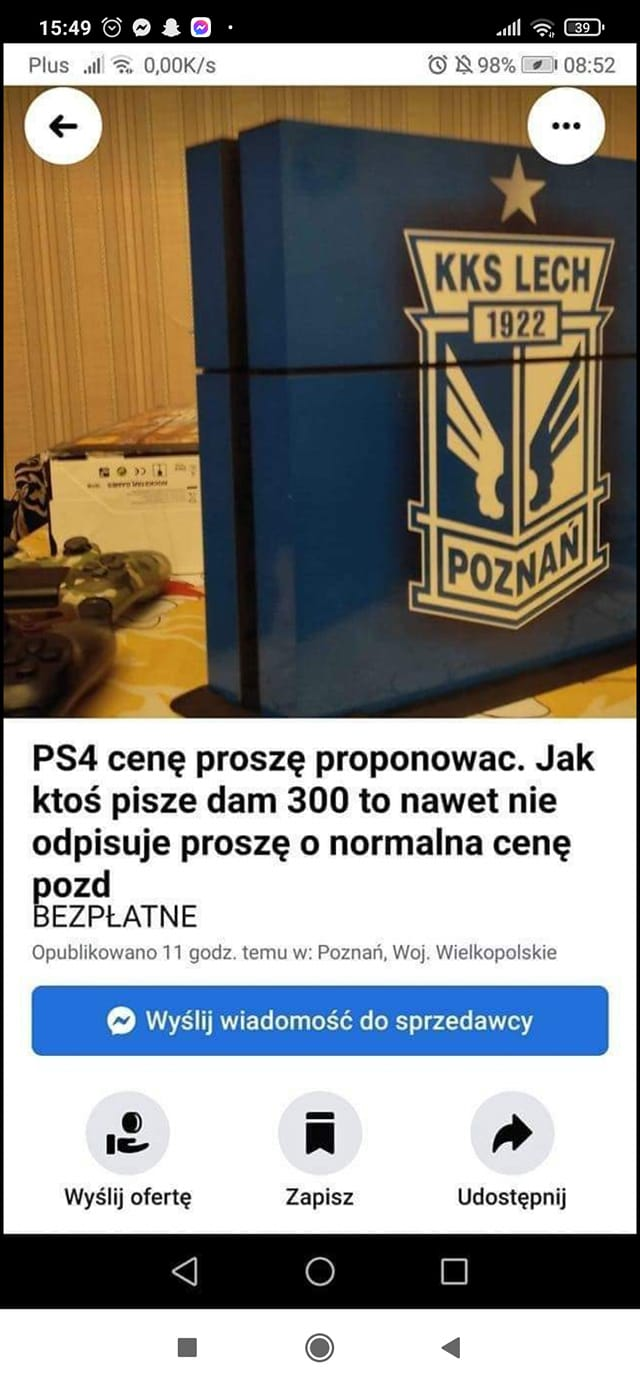 15:49 39
Plus 0,00K/s 98% 08:52
KKS LECH
1922
POZNAŃ
PS4 cenę proszę proponowac. Jak
ktoś pisze dam 300 to nawet nie
odpisuje proszę o normalna cenę
pozd
BEZPŁATNE
Opublikowano 11 godz. temu w: Poznań, Woj. Wielkopolskie
Wyślij wiadomość do sprzedawcy
Wyślij ofertę Zapisz Udostępnij